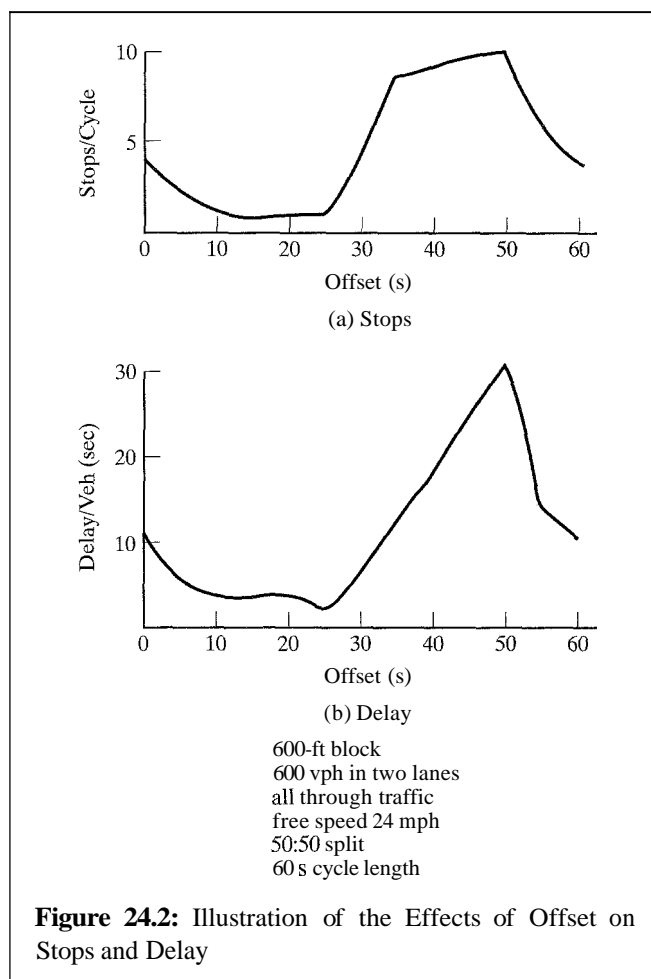 10
5
Stops/Cycle
0 10 20 30 40 50 60
Offset (s)
(a) Stops
30
20
10
Delay/Veh (sec)
0 10 20 30 40 50 60
Offset (s)
(b) Delay
600-ft block
600 vph in two lanes
all through traffic
free speed 24 mph
50:50 split
60 s cycle length
Figure 24.2: Illustration of the Effects of Offset on
Stops and Delay